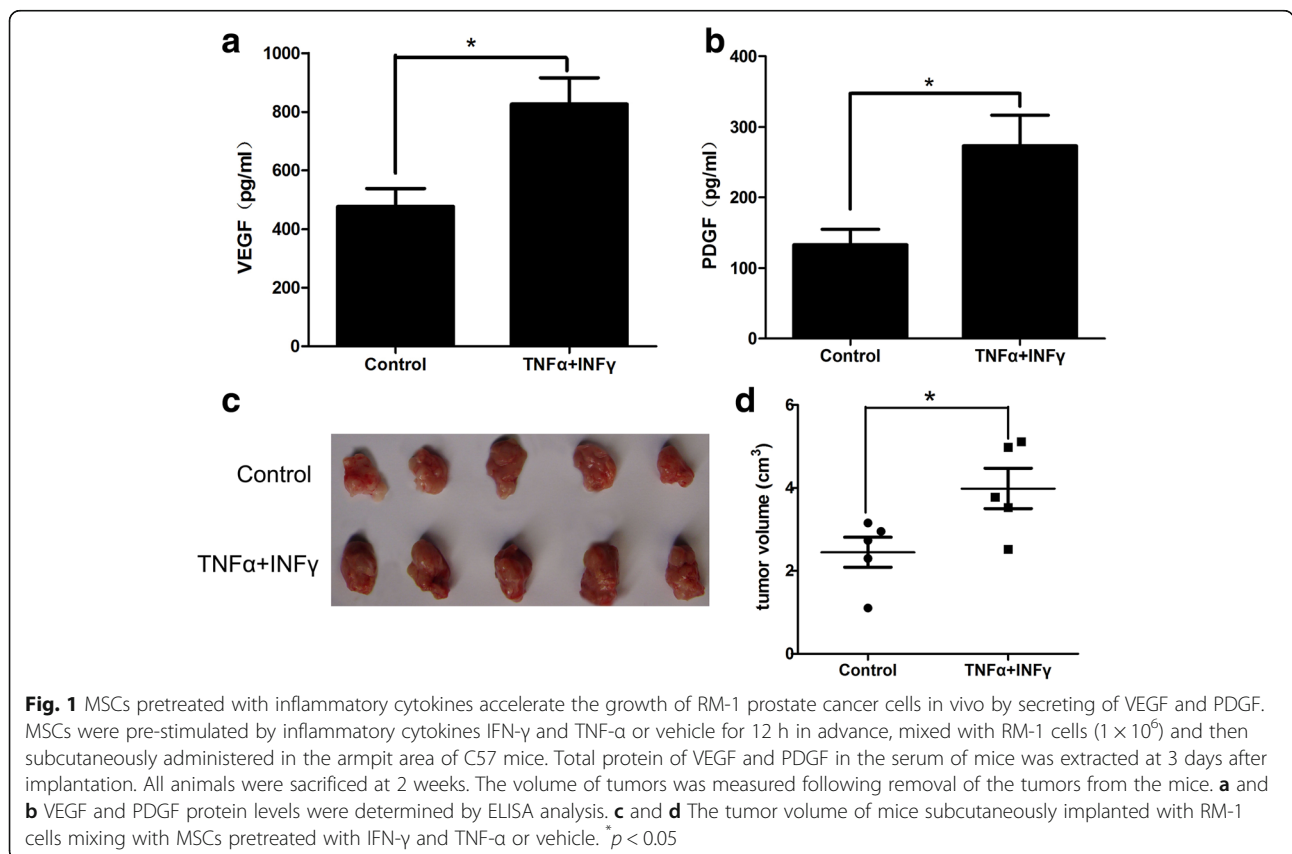 a
b
*
*
1000
800
600
400
200
0
VEGF (pg/ml)
Control
TNFα+INFγ
400
300
200
100
0
PDGF (pg/ml)
Control
TNFα+INFγ
c
d
Control
TNFα+INFγ
*
6
4
2
0
tumor volume (cm³)
Control
TNFα+INFγ
Fig. 1 MSCs pretreated with inflammatory cytokines accelerate the growth of RM-1 prostate cancer cells in vivo by secreting of VEGF and PDGF.
MSCs were pre-stimulated by inflammatory cytokines IFN-γ and TNF-α or vehicle for 12 h in advance, mixed with RM-1 cells (1 × 10⁶) and then
subcutaneously administered in the armpit area of C57 mice. Total protein of VEGF and PDGF in the serum of mice was extracted at 3 days after
implantation. All animals were sacrificed at 2 weeks. The volume of tumors was measured following removal of the tumors from the mice. a and
b VEGF and PDGF protein levels were determined by ELISA analysis. c and d The tumor volume of mice subcutaneously implanted with RM-1
cells mixing with MSCs pretreated with IFN-γ and TNF-α or vehicle. *p < 0.05